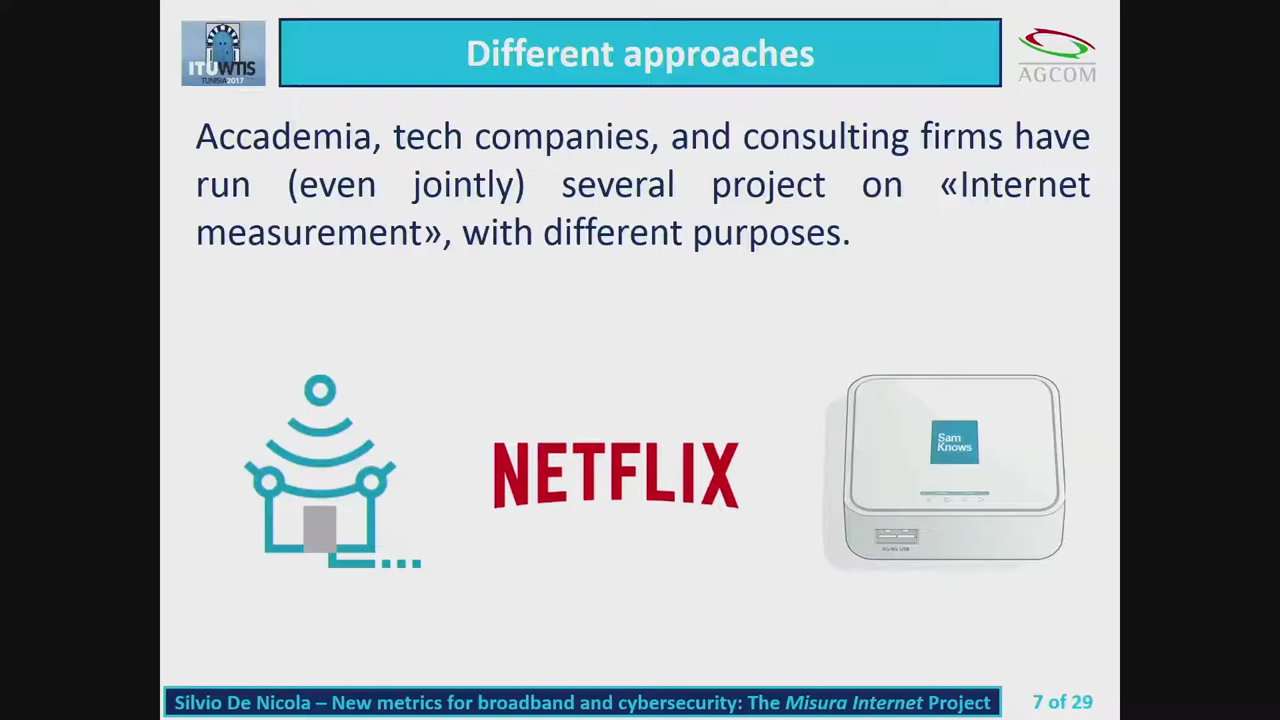 ITUWTIS
TUNISIA 2017
Different approaches
AGCOM
Accademia, tech companies, and consulting firms have
run (even jointly) several project on «Internet
measurement», with different purposes.
NETFLIX
Sam
Knows
Silvio De Nicola – New metrics for broadband and cybersecurity: The Misura Internet Project
7 of 29